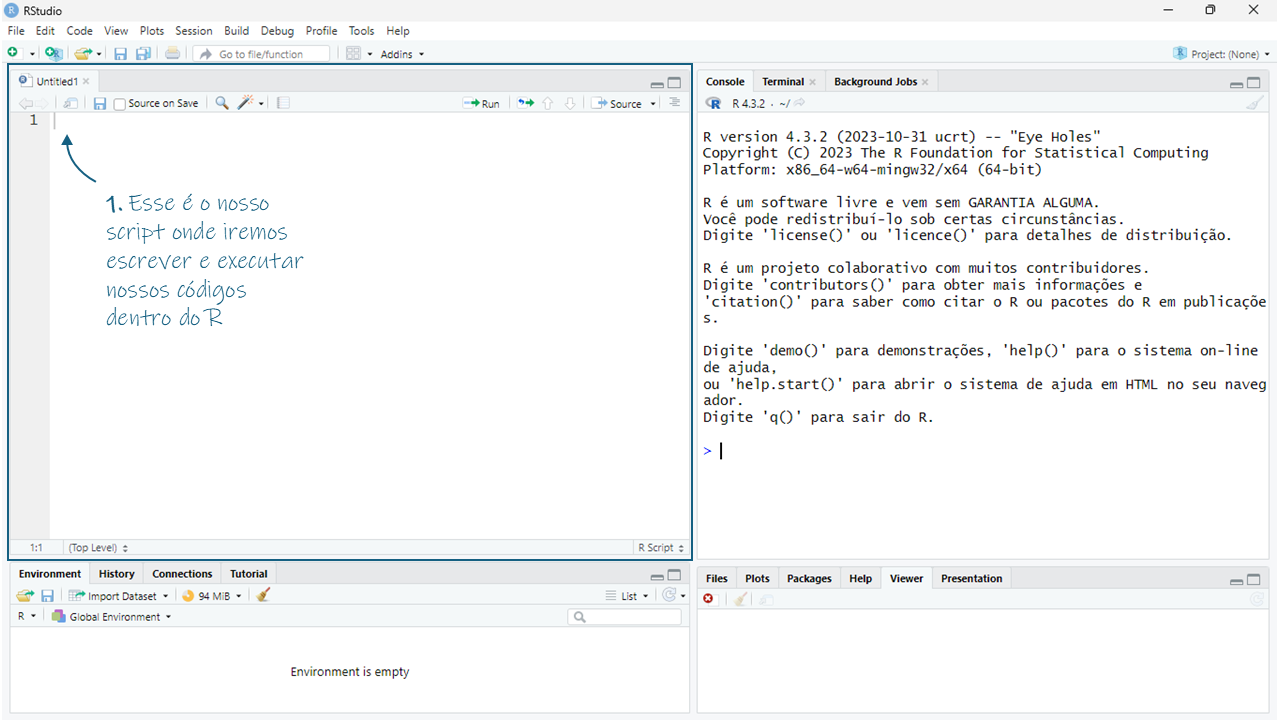 RStudio
File Edit Code View Plots Session Build Debug Profile Tools Help
Go to file/function Addins Project: (None)
Untitled1
Source on Save Run Source
1
1. Esse é o nosso
script onde iremos
escrever e executar
nossos códigos
dentro do R
1:1 (Top Level) R Script
Console Terminal Background Jobs
R 4.3.2 · ~/
R version 4.3.2 (2023-10-31 ucrt) -- "Eye Holes"
Copyright (C) 2023 The R Foundation for Statistical Computing
Platform: x86_64-w64-mingw32/x64 (64-bit)
R é um software livre e vem sem GARANTIA ALGUMA.
Você pode redistribuí-lo sob certas circunstâncias.
Digite 'license()' ou 'licence()' para detalhes de distribuição.
R é um projeto colaborativo com muitos contribuidores.
Digite 'contributors()' para obter mais informações e
'citation()' para saber como citar o R ou pacotes do R em publicaçõe
s.
Digite 'demo()' para demonstrações, 'help()' para o sistema on-line
de ajuda,
ou 'help.start()' para abrir o sistema de ajuda em HTML no seu naveg
ador.
Digite 'q()' para sair do R.
>
Environment History Connections Tutorial
Import Dataset 94 MiB List
R Global Environment
Environment is empty
Files Plots Packages Help Viewer Presentation